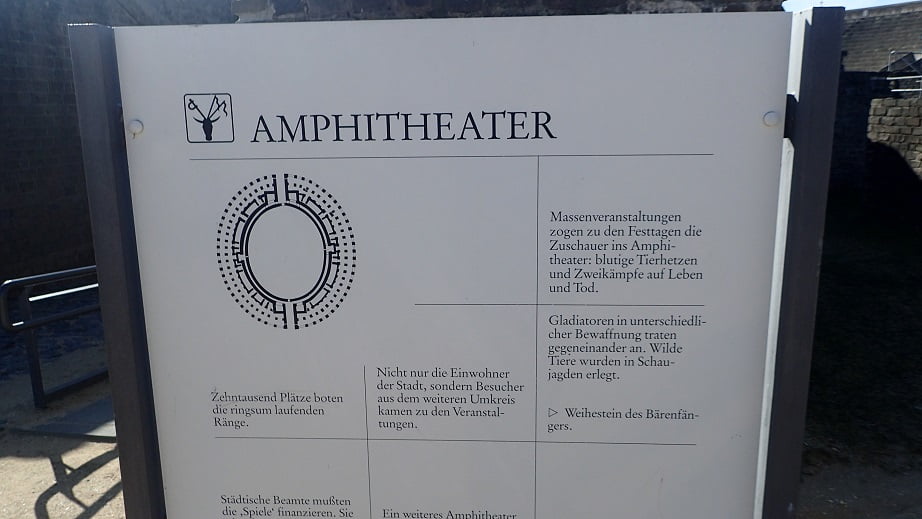 AMPHITHEATER
Massenveranstaltungen
zogen zu den Festtagen die
Zuschauer ins Amphi-
theater: blutige Tierhetzen
und Zweikämpfe auf Leben
und Tod.
Gladiatoren in unterschiedli-
cher Bewaffnung traten
gegeneinander an. Wilde
Tiere wurden in Schau-
jagden erlegt.
▷ Weihestein des Bärenfän-
gers.
Nicht nur die Einwohner
der Stadt, sondern Besucher
aus dem weiteren Umkreis
kamen zu den Veranstal-
tungen.
Zehntausend Plätze boten
die ringsum laufenden
Ränge.
Städtische Beamte mußten
die ‚Spiele‘ finanzieren. Sie
Ein weiteres Amphitheater